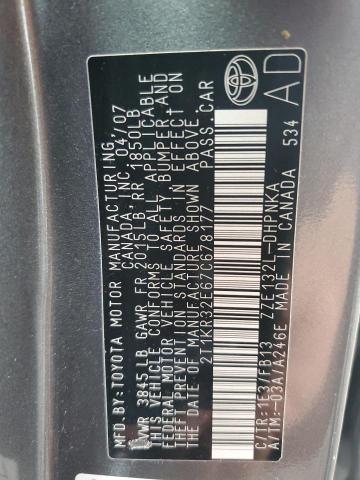 MFD.BY:TOYOTA MOTOR MANUFACTURING,
CANADA, INC. 04/07
GVWR 3845LB GAWR FR 2015LB,RR 1850LB
THIS VEHICLE CONFORMS TO ALL APPLICABLE
FEDERAL MOTOR VEHICLE SAFETY, BUMPER, AND
THEFT PREVENTION STANDARDS IN EFFECT ON
THE DATE OF MANUFACTURE SHOWN ABOVE.
2T1KR32E67C678177 PASS.CAR
C/TR: 1E3/FB13 ZZE132L-DHPNKA
A/TM:-03A/A246E MADE IN CANADA
534
AD
TOYOTA